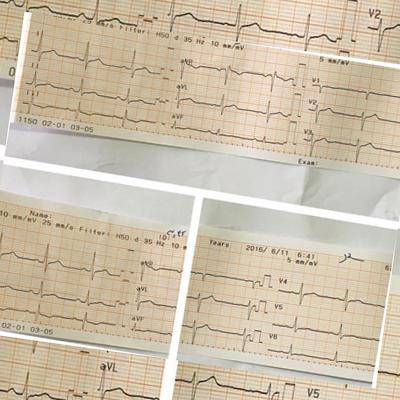 V2
mm/s Filter: H50 d 35 Hz 10 mm/mV
5 mm/mV
I
aVR
V1
II
aVL
V2
III
aVF
V3
1150 02-01 03-05
Exam:
Name:
10 mm/mV 25 mm/s Filter: H50 d 35 Hz 10 m
aVR
aVL
aVF
02-01 03-05
Years 2016/ 6/11 6:41
5 mm/mV
V4
V5
V6
aVL
V5